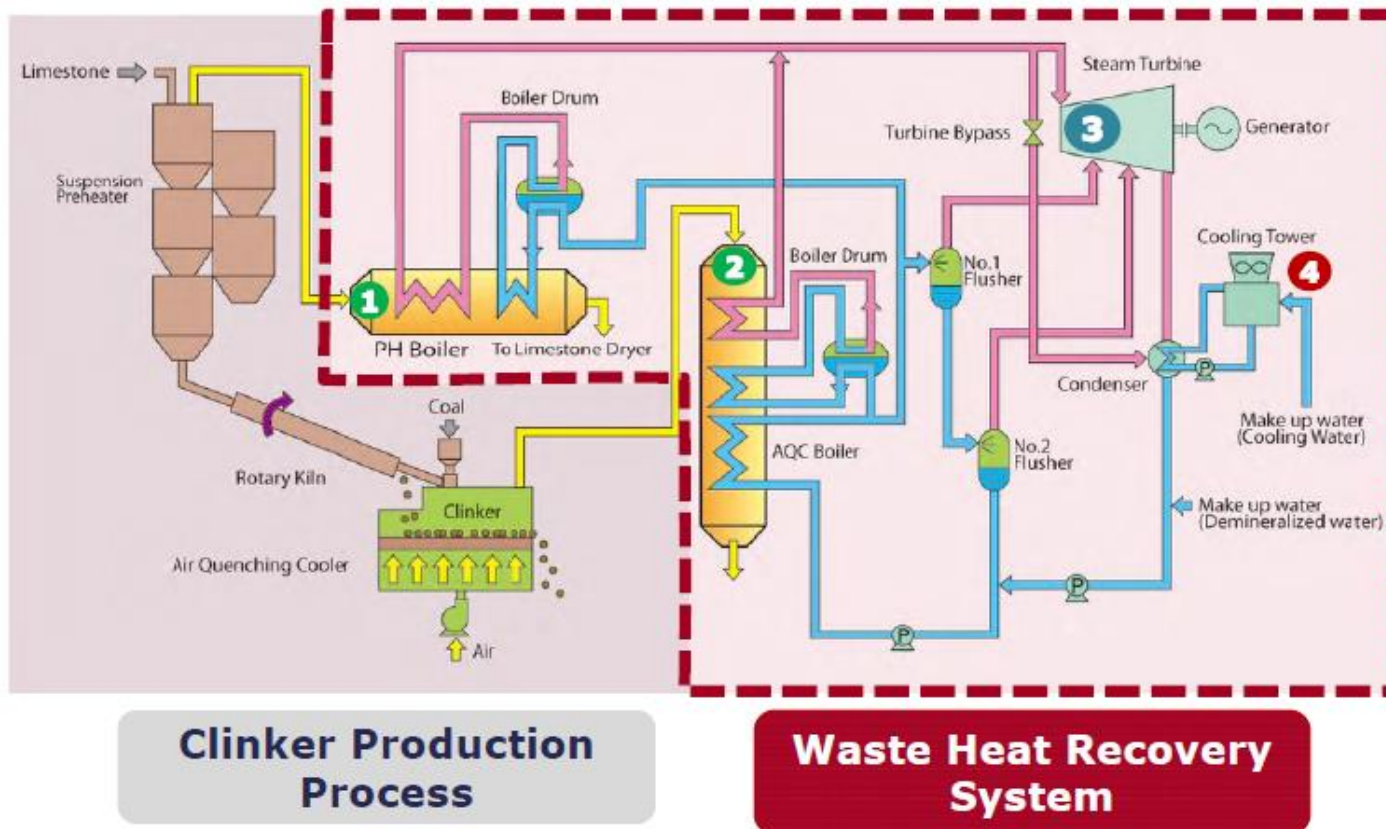 Limestone
Suspension
Preheater
Boiler Drum
Steam Turbine
Turbine Bypass
3
Generator
1
PH Boiler
To Limestone Dryer
2
Boiler Drum
No.1
Flusher
Cooling Tower
4
Condenser
P
Make up water
(Cooling Water)
Coal
Rotary Kiln
Clinker
AQC Boiler
No.2
Flusher
Make up water
(Demineralized water)
Air Quenching Cooler
P
P
Air
Clinker Production
Process
Waste Heat Recovery
System